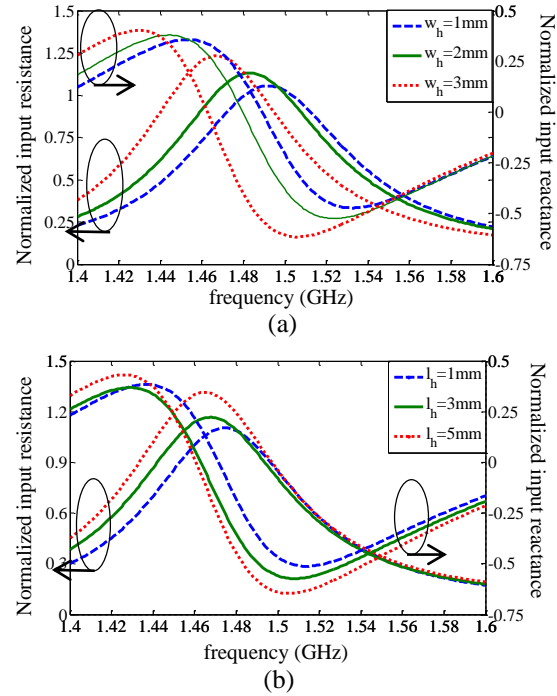 1.5
1.25
1
0.75
0.5
0.25
0
Normalized input resistance
0.5
0.25
0
-0.25
-0.5
-0.75
Normalized input reactance
w_h=1mm
w_h=2mm
w_h=3mm
1.4 1.42 1.44 1.46 1.48 1.5 1.52 1.54 1.56 1.58 1.6
frequency (GHz)
(a)
1.5
1.2
0.9
0.6
0.3
0
Normalized input resistance
0.5
0.25
0
-0.25
-0.5
-0.75
Normalized input reactance
l_h=1mm
l_h=3mm
l_h=5mm
1.4 1.42 1.44 1.46 1.48 1.5 1.52 1.54 1.56 1.58 1.6
frequency (GHz)
(b)